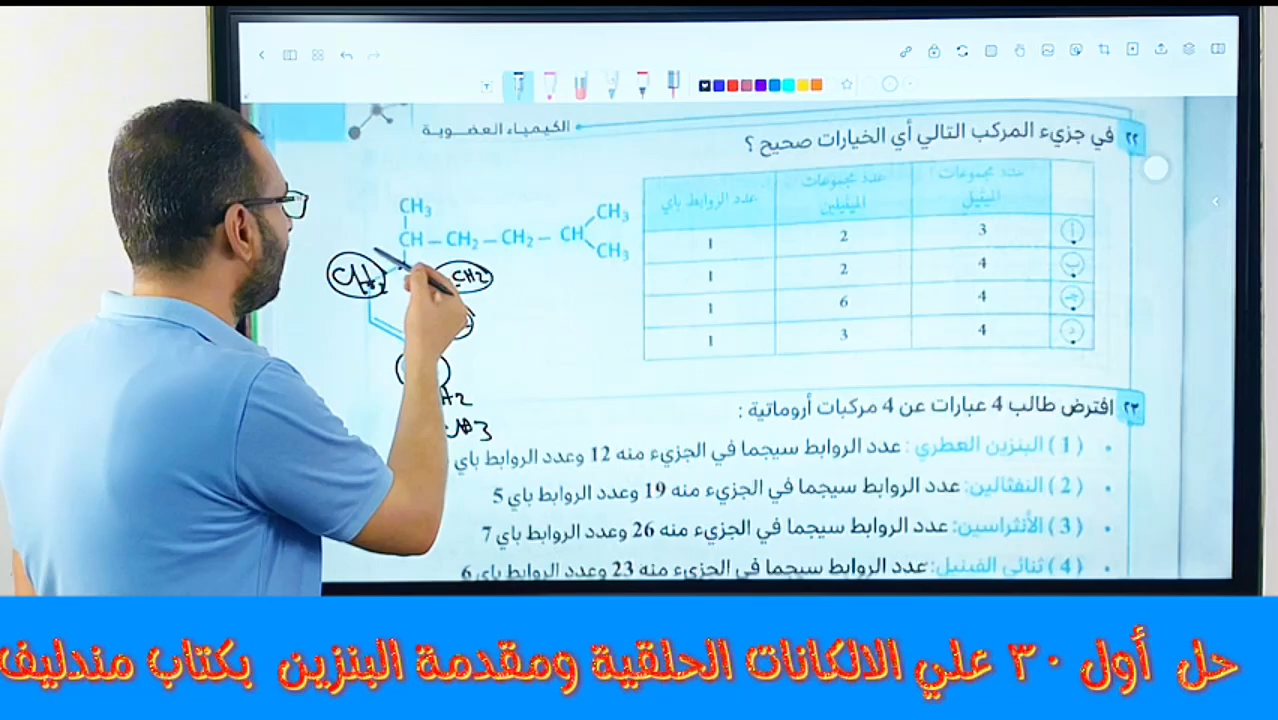 الكيمياء العضوية
٢٢ في جزيء المركب التالي أي الخيارات صحيح ؟
عدد مجموعات الميثيل عدد مجموعات الميثيلين عدد الروابط باي
أ 3 2 1
ب 4 2 1
جـ 4 6 1
د 4 3 1
CH3
CH – CH2 – CH2 – CH
CH3
CH3
CH2
CH2
٢٣ افترض طالب 4 عبارات عن 4 مركبات أروماتية :
( 1 ) البنزين العطري : عدد الروابط سيجما في الجزيء منه 12 وعدد الروابط باي
( 2 ) النفثالين: عدد الروابط سيجما في الجزيء منه 19 وعدد الروابط باي 5
( 3 ) الأنثراسين: عدد الروابط سيجما في الجزيء منه 26 وعدد الروابط باي 7
( 4 ) ثنائي الفينيل: عدد الروابط سيجما في الجزيء منه 23 وعدد الروابط باي 6
حل أول ٣٠ علي الالكانات الحلقية ومقدمة البنزين بكتاب مندليف